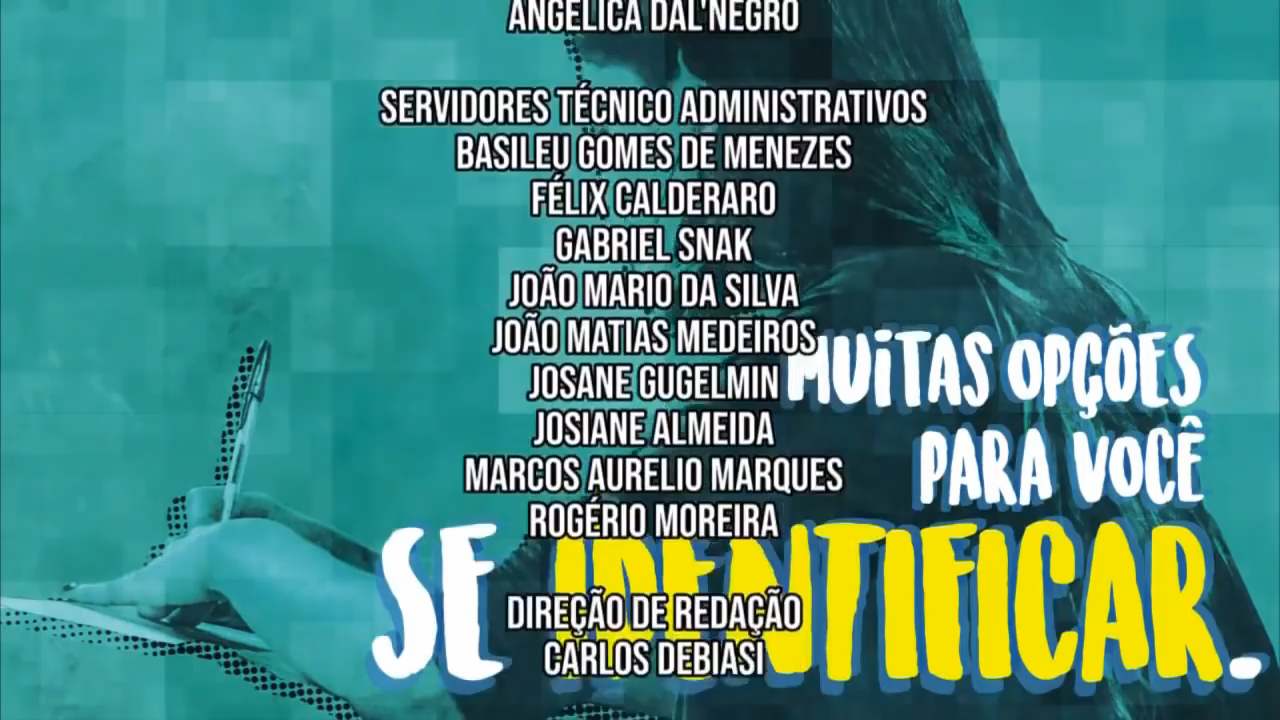 ANGÉLICA DAL'NEGRO
SERVIDORES TÉCNICO ADMINISTRATIVOS
BASILEU GOMES DE MENEZES
FÉLIX CALDERARO
GABRIEL SNAK
JOÃO MARIO DA SILVA
JOÃO MATIAS MEDEIROS
JOSANE GUGELMIN
JOSIANE ALMEIDA
MARCOS AURELIO MARQUES
ROGÉRIO MOREIRA
DIREÇÃO DE REDAÇÃO
CARLOS DEBIASI
MUITAS OPÇÕES
PARA VOCÊ
SE IDENTIFICAR.